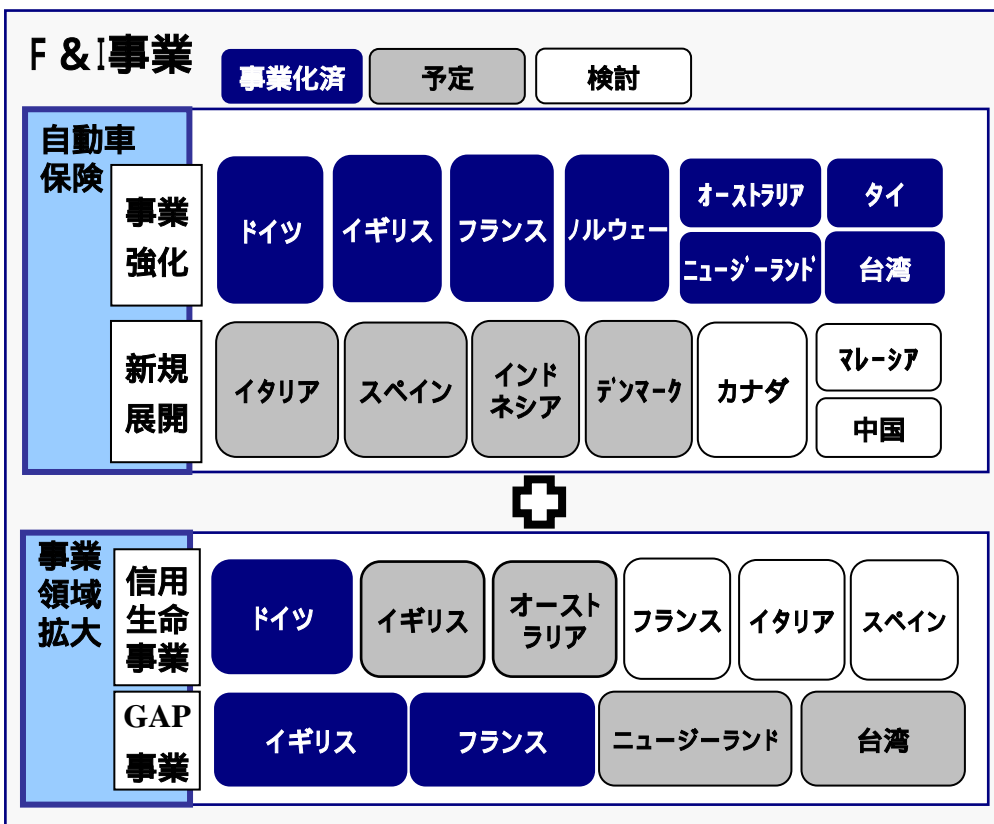 F&I事業
事業化済
予定
検討
自動車
保険
事業
強化
ドイツ
イギリス
フランス
ノルウェー
ｵｰｽﾄﾗﾘｱ
タイ
ﾆｭｰｼﾞｰﾗﾝﾄﾞ
台湾
新規
展開
イタリア
スペイン
インド
ネシア
ﾃﾞﾝﾏｰｸ
カナダ
ﾏﾚｰｼｱ
中国
事業
領域
拡大
信用
生命
事業
ドイツ
イギリス
オースト
ラリア
フランス
イタリア
スペイン
GAP
事業
イギリス
フランス
ニュージーランド
台湾